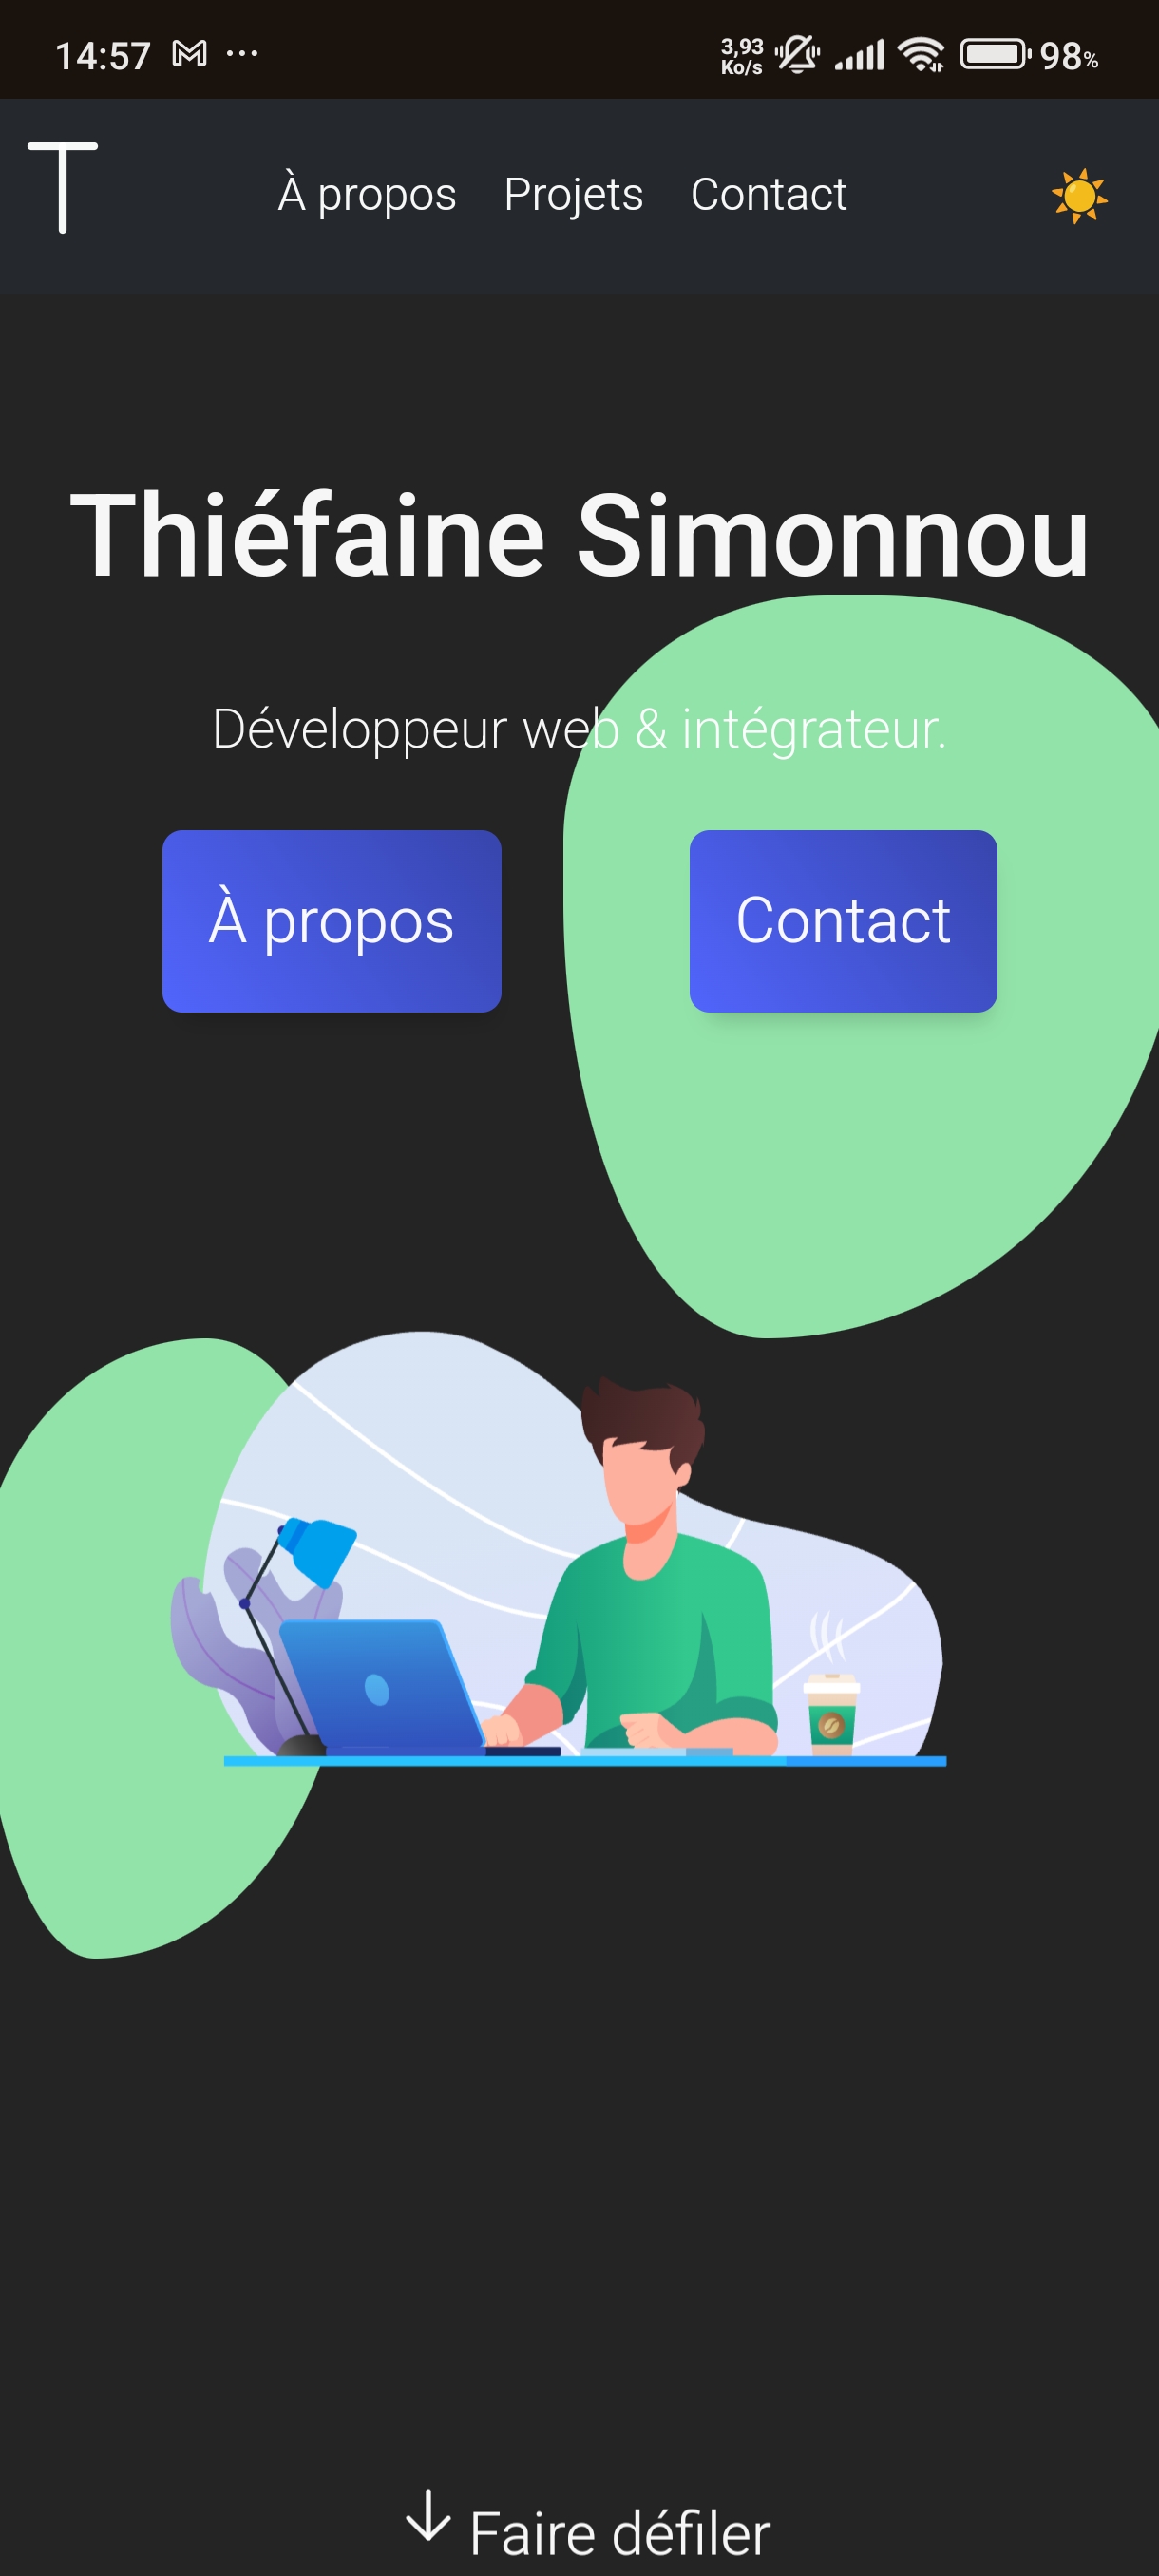 14:57 ... 3,93 Ko/s 98%
T À propos Projets Contact
Thiéfaine Simonnou
Développeur web & intégrateur.
À propos Contact
Faire défiler